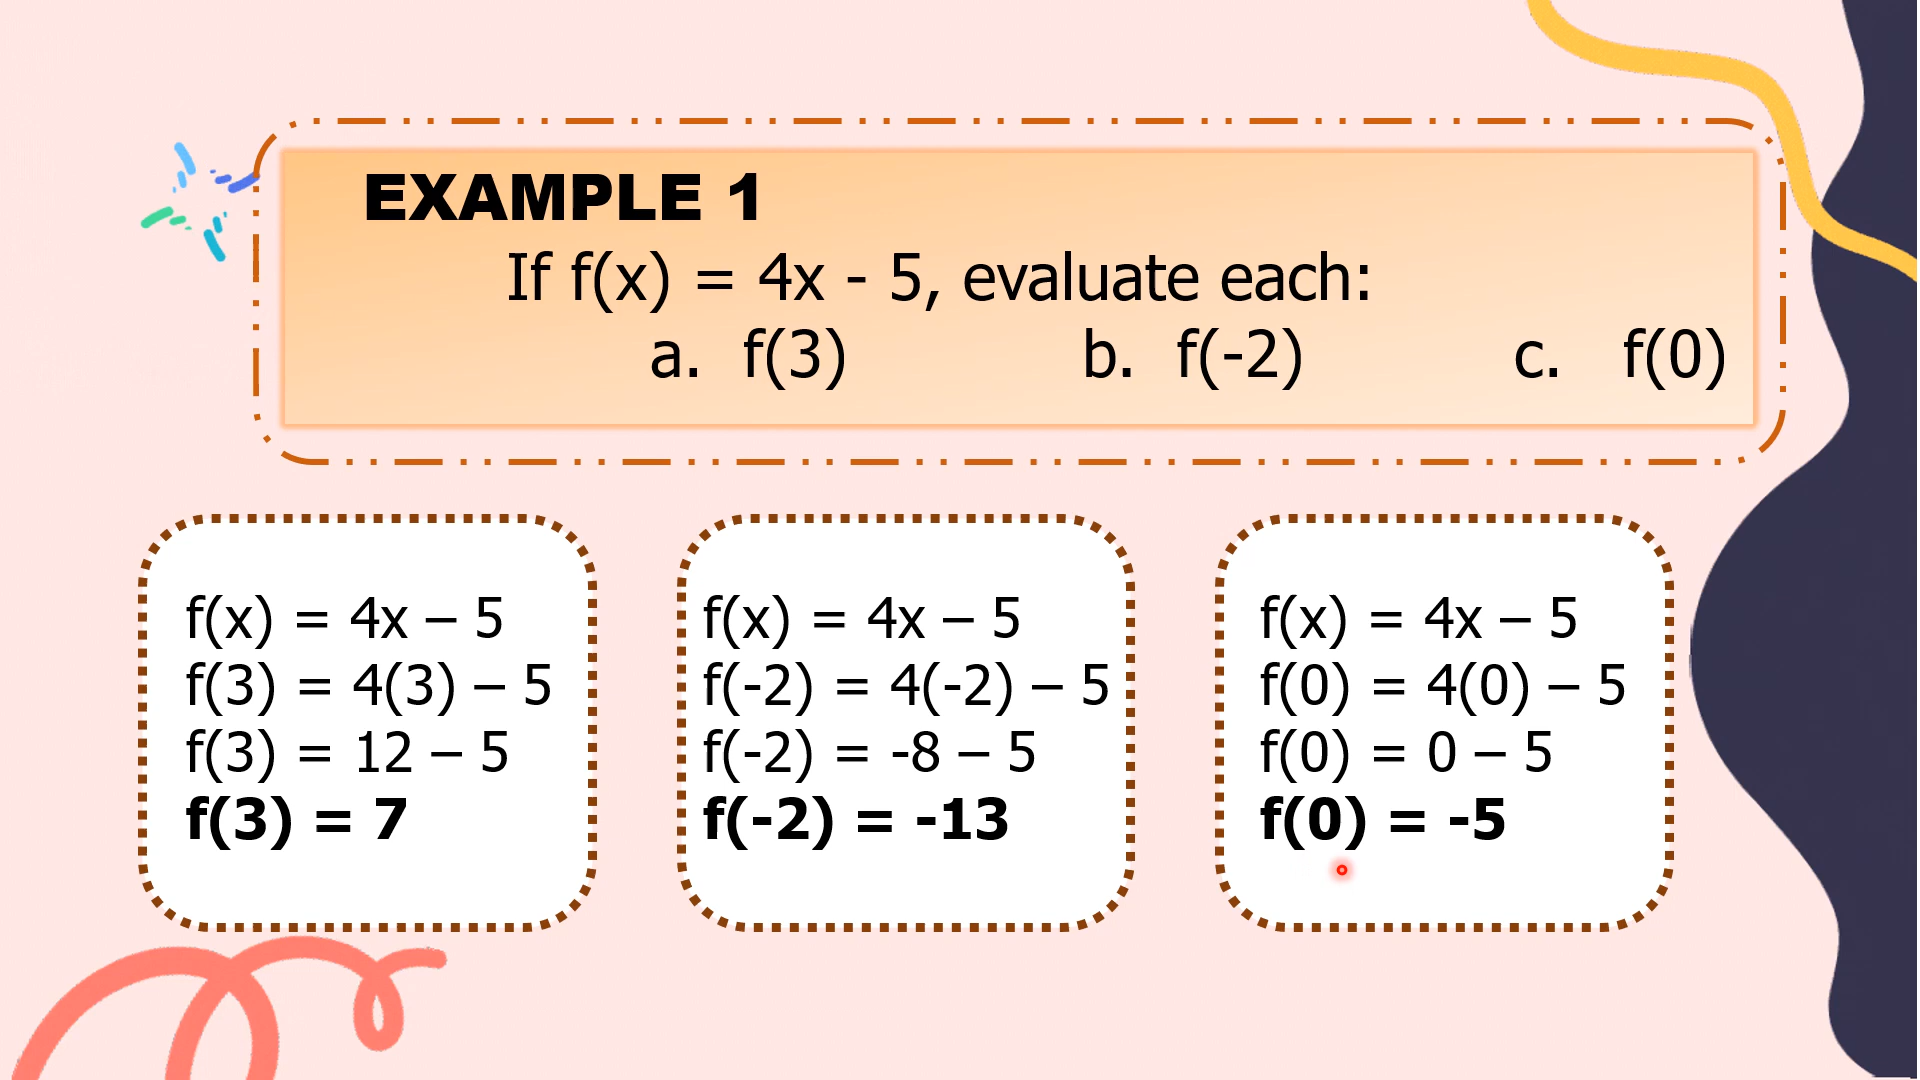 EXAMPLE 1
If f(x) = 4x - 5, evaluate each:
a. f(3) b. f(-2) c. f(0)
f(x) = 4x – 5
f(3) = 4(3) – 5
f(3) = 12 – 5
f(3) = 7
f(x) = 4x – 5
f(-2) = 4(-2) – 5
f(-2) = -8 – 5
f(-2) = -13
f(x) = 4x – 5
f(0) = 4(0) – 5
f(0) = 0 – 5
f(0) = -5